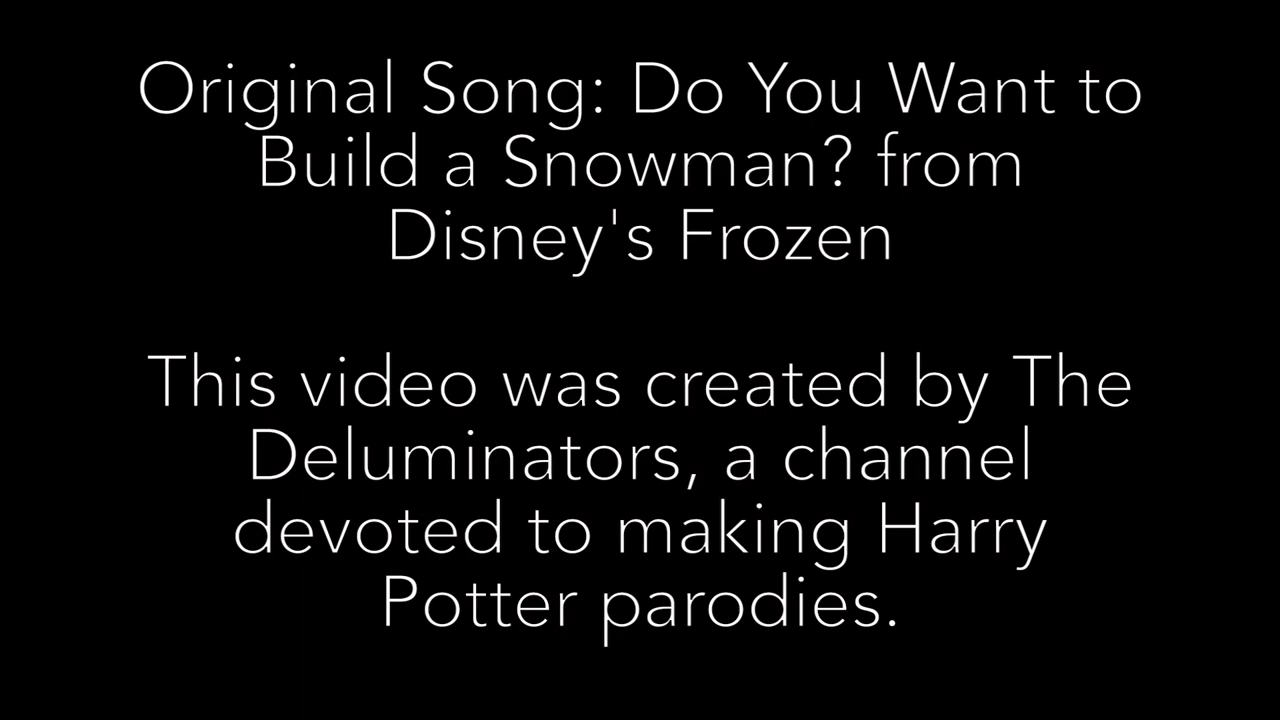 Original Song: Do You Want to
Build a Snowman? from
Disney's Frozen
This video was created by The
Deluminators, a channel
devoted to making Harry
Potter parodies.